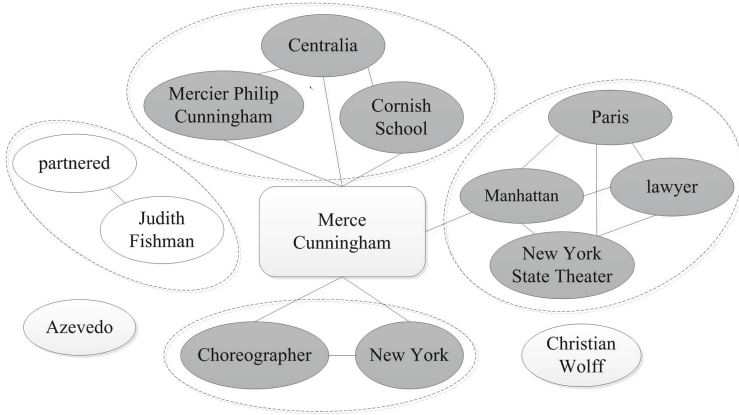 Centralia
Mercier Philip
Cunningham
Cornish
School
Paris
partnered
Manhattan
lawyer
Judith
Fishman
Merce
Cunningham
New York
State Theater
Azevedo
Choreographer
New York
Christian
Wolff